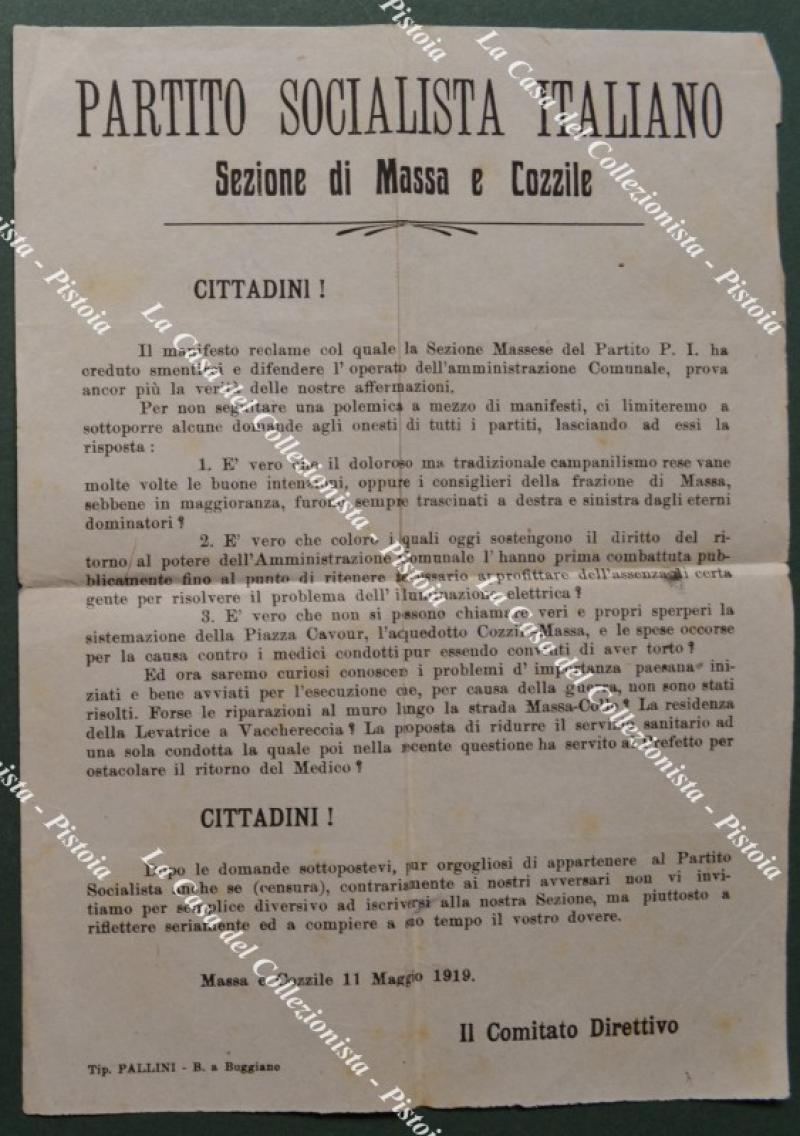 PARTITO SOCIALISTA ITALIANO
Sezione di Massa e Cozzile
CITTADINI !
Il manifesto reclame col quale la Sezione Massese del Partito P. I. ha
creduto smentirsi e difendere l' operato dell'amministrazione Comunale, prova
ancor più la verità delle nostre affermazioni.
Per non seguitare una polemica a mezzo di manifesti, ci limiteremo a
sottoporre alcune domande agli onesti di tutti i partiti, lasciando ad essi la
risposta :
1. E' vero che il doloroso ma tradizionale campanilismo rese vane
molte volte le buone intenzioni, oppure i consiglieri della frazione di Massa,
sebbene in maggioranza, furono sempre trascinati a destra e sinistra dagli eterni
dominatori ?
2. E' vero che coloro i quali oggi sostengono il diritto del ri-
torno al potere dell'Amministrazione comunale l' hanno prima combattuta pub-
blicamente fino al punto di ritenere necessario approfittare dell'assenza di certa
gente per risolvere il problema dell' illuminazione elettrica ?
3. E' vero che non si possono chiamare veri e propri sperperi la
sistemazione della Piazza Cavour, l'acquedotto Cozzile Massa, e le spese occorse
per la causa contro i medici condotti pur essendo convinti di aver torto ?
Ed ora saremo curiosi conoscere i problemi d' importanza paesana ini-
ziati e bene avviati per l'esecuzione che, per causa della guerra, non sono stati
risolti. Forse le riparazioni al muro lungo la strada Massa-Colle ? La residenza
della Levatrice a Vacchereccia ? La proposta di ridurre il servizio sanitario ad
una sola condotta la quale poi nella recente questione ha servito al Prefetto per
ostacolare il ritorno del Medico ?
CITTADINI !
Dopo le domande sottopostevi, pur orgogliosi di appartenere al Partito
Socialista anche se (censura), contrariamente ai nostri avversari non vi invi-
tiamo per semplice diversivo ad iscriversi alla nostra Sezione, ma piuttosto a
riflettere seriamente ed a compiere a suo tempo il vostro dovere.
Massa e Cozzile 11 Maggio 1919.
Il Comitato Direttivo
Tip. PALLINI - B. a Buggiano
La Casa del Collezionista - Pistoia